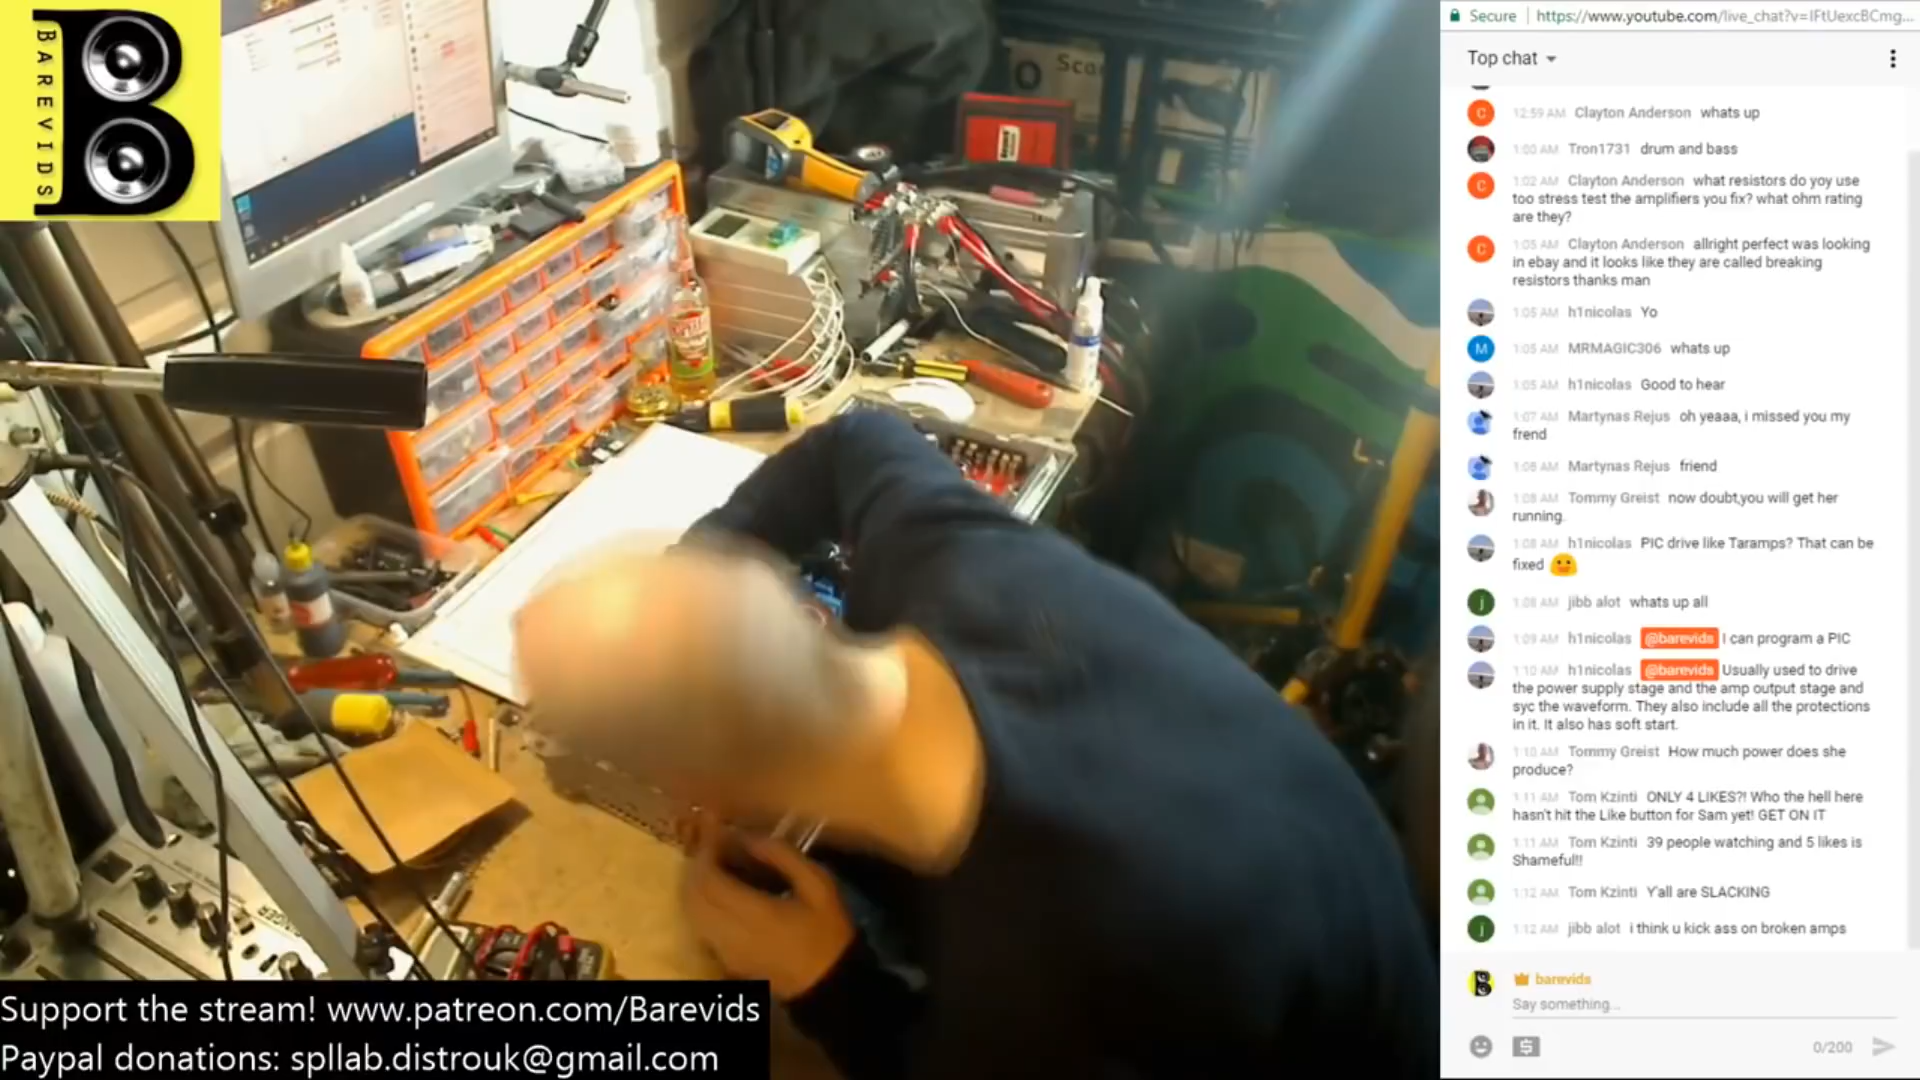 BAREVIDS
Secure https://www.youtube.com/live_chat?v=IFtUexcBCmg...
Top chat
12:59 AM Clayton Anderson whats up
1:00 AM Tron1731 drum and bass
1:02 AM Clayton Anderson what resistors do yoy use
too stress test the amplifiers you fix? what ohm rating
are they?
1:05 AM Clayton Anderson allright perfect was looking
in ebay and it looks like they are called breaking
resistors thanks man
1:05 AM h1nicolas Yo
1:05 AM MRMAGIC306 whats up
1:05 AM h1nicolas Good to hear
1:07 AM Martynas Rejus oh yeaaa, i missed you my
frend
1:08 AM Martynas Rejus friend
1:08 AM Tommy Greist now doubt,you will get her
running.
1:08 AM h1nicolas PIC drive like Taramps? That can be
fixed
1:08 AM jibb alot whats up all
1:09 AM h1nicolas @barevids I can program a PIC
1:10 AM h1nicolas @barevids Usually used to drive
the power supply stage and the amp output stage and
syc the waveform. They also include all the protections
in it. It also has soft start.
1:10 AM Tommy Greist How much power does she
produce?
1:11 AM Tom Kzinti ONLY 4 LIKES?! Who the hell here
hasn't hit the Like button for Sam yet! GET ON IT
1:11 AM Tom Kzinti 39 people watching and 5 likes is
Shameful!!
1:12 AM Tom Kzinti Y'all are SLACKING
1:12 AM jibb alot i think u kick ass on broken amps
barevids
Say something...
0/200
Support the stream! www.patreon.com/Barevids
Paypal donations: spllab.distrouk@gmail.com